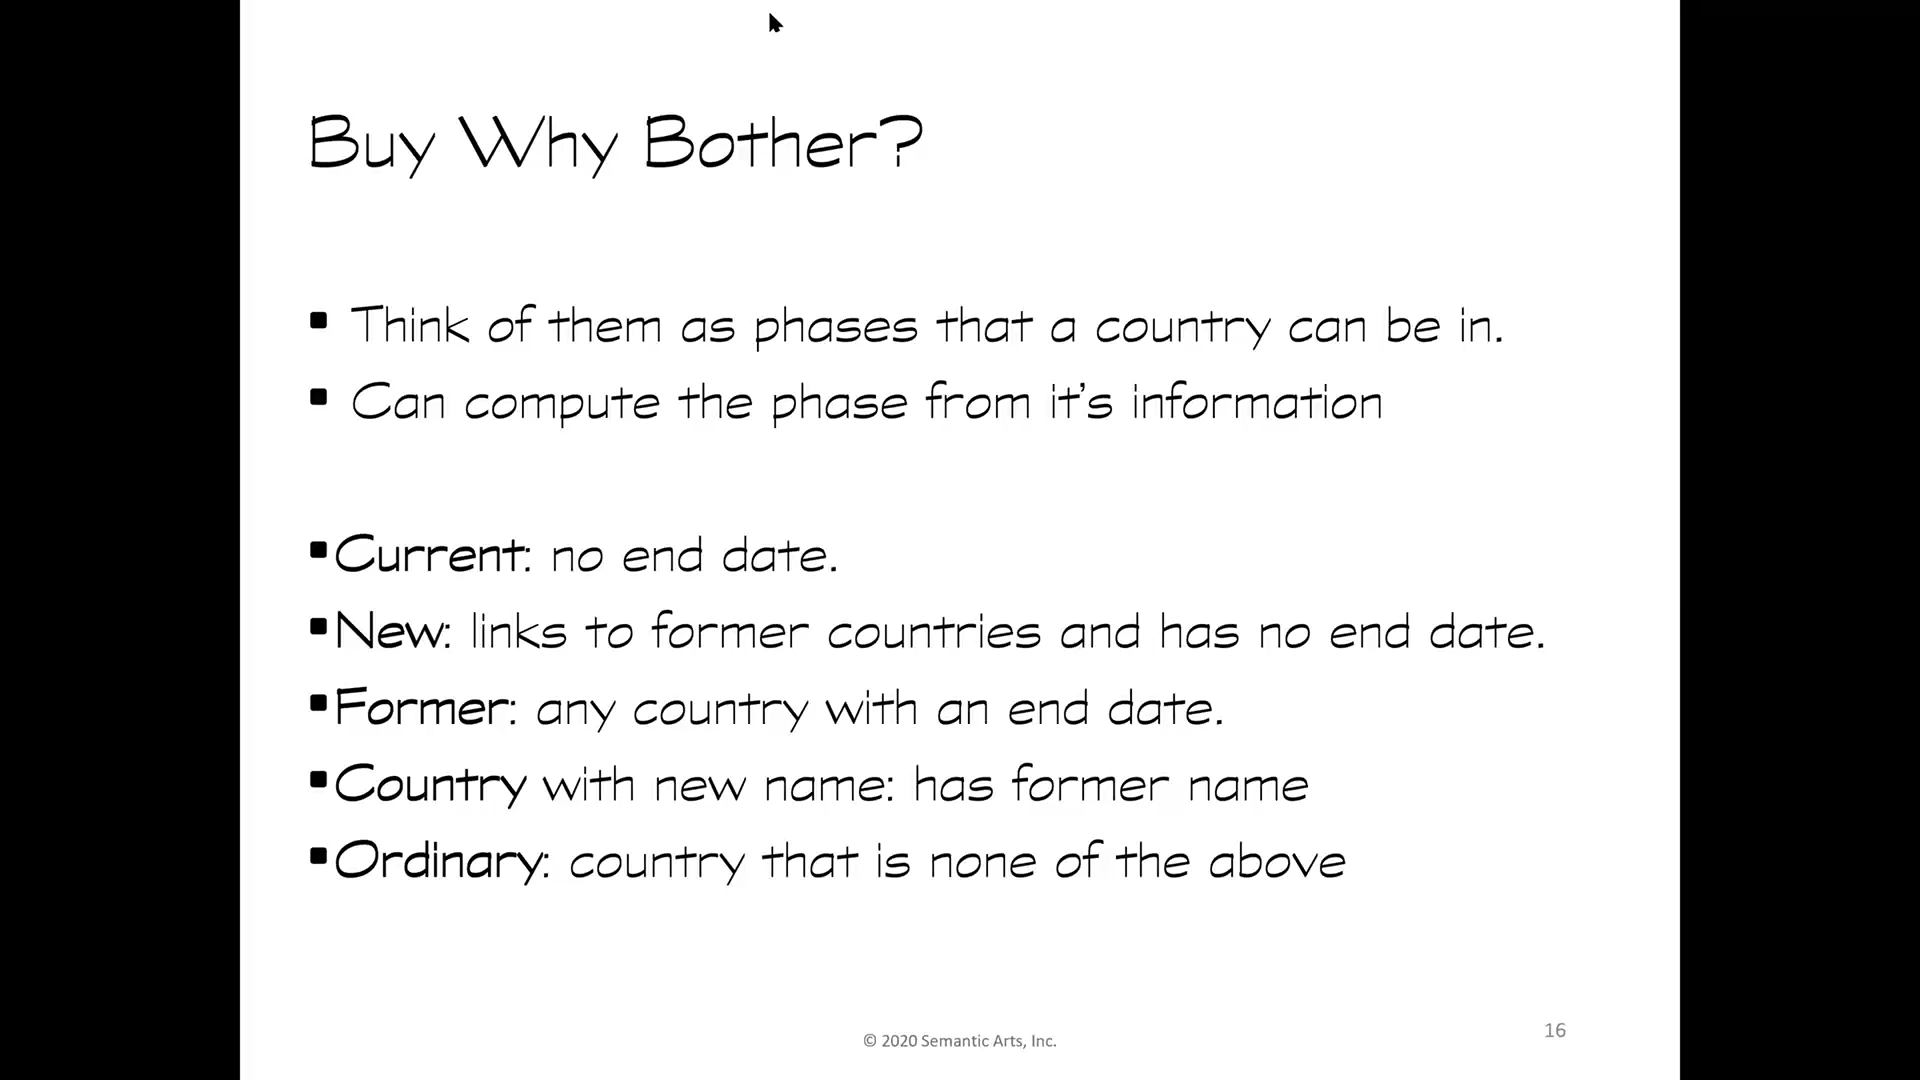 Buy Why Bother?
▪ Think of them as phases that a country can be in.
▪ Can compute the phase from it’s information
▪Current: no end date.
▪New: links to former countries and has no end date.
▪Former: any country with an end date.
▪Country with new name: has former name
▪Ordinary: country that is none of the above
© 2020 Semantic Arts, Inc.
16